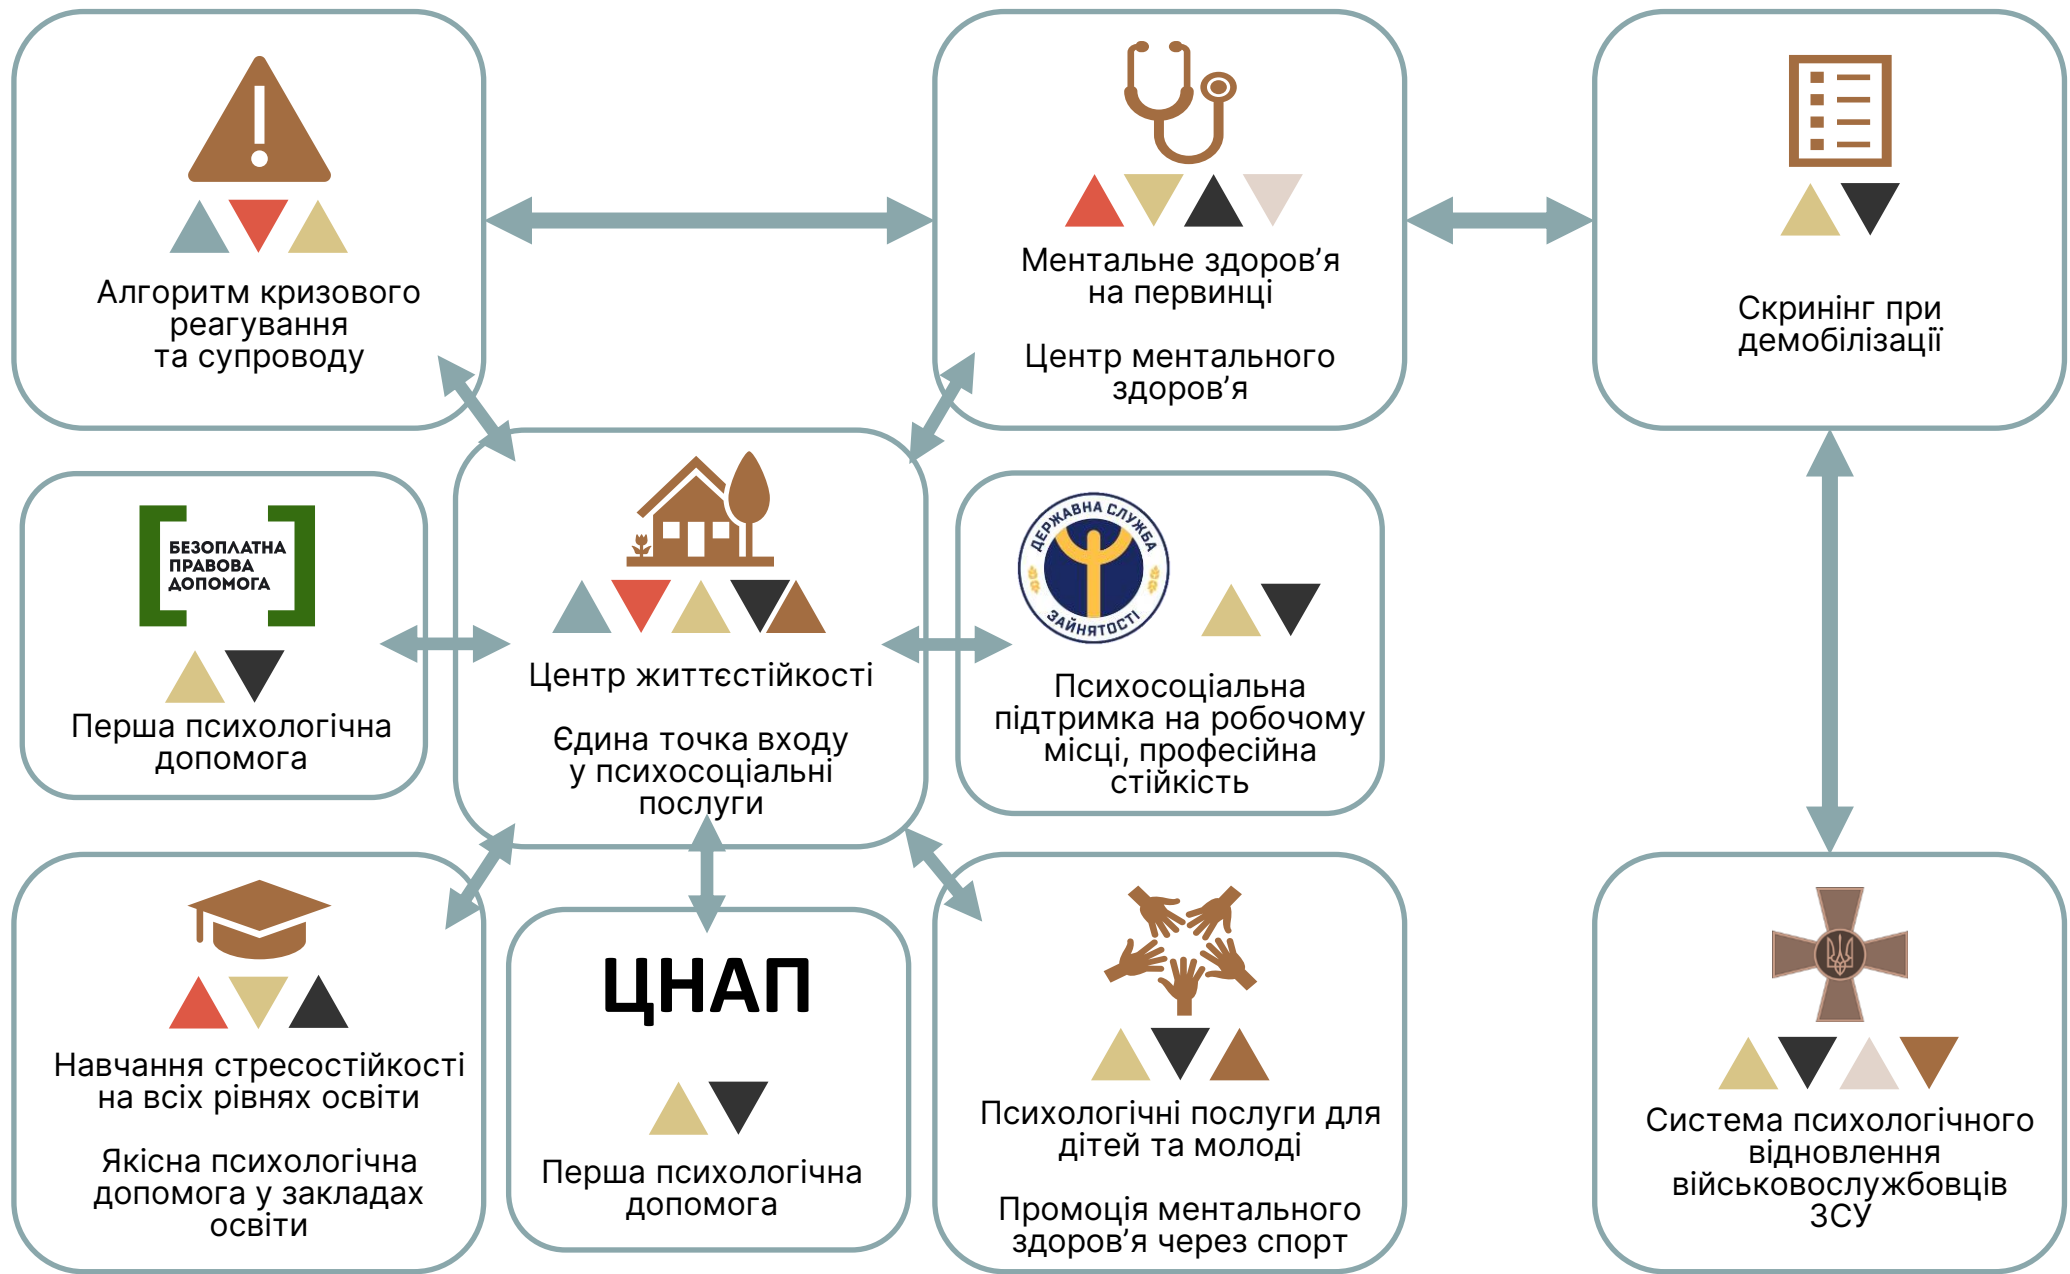 Алгоритм кризового
реагування
та супроводу
Ментальне здоров’я
на первинці
Центр ментального
здоров’я
Скринінг при
демобілізації
БЕЗОПЛАТНА
ПРАВОВА
ДОПОМОГА
Перша психологічна
допомога
Центр життєстійкості
Єдина точка входу
у психосоціальні
послуги
ДЕРЖАВНА СЛУЖБА
ЗАЙНЯТОСТІ
Психосоціальна
підтримка на робочому
місці, професійна
стійкість
Навчання стресостійкості
на всіх рівнях освіти
Якісна психологічна
допомога у закладах
освіти
ЦНАП
Перша психологічна
допомога
Психологічні послуги для
дітей та молоді
Промоція ментального
здоров’я через спорт
Система психологічного
відновлення
військовослужбовців
ЗСУ